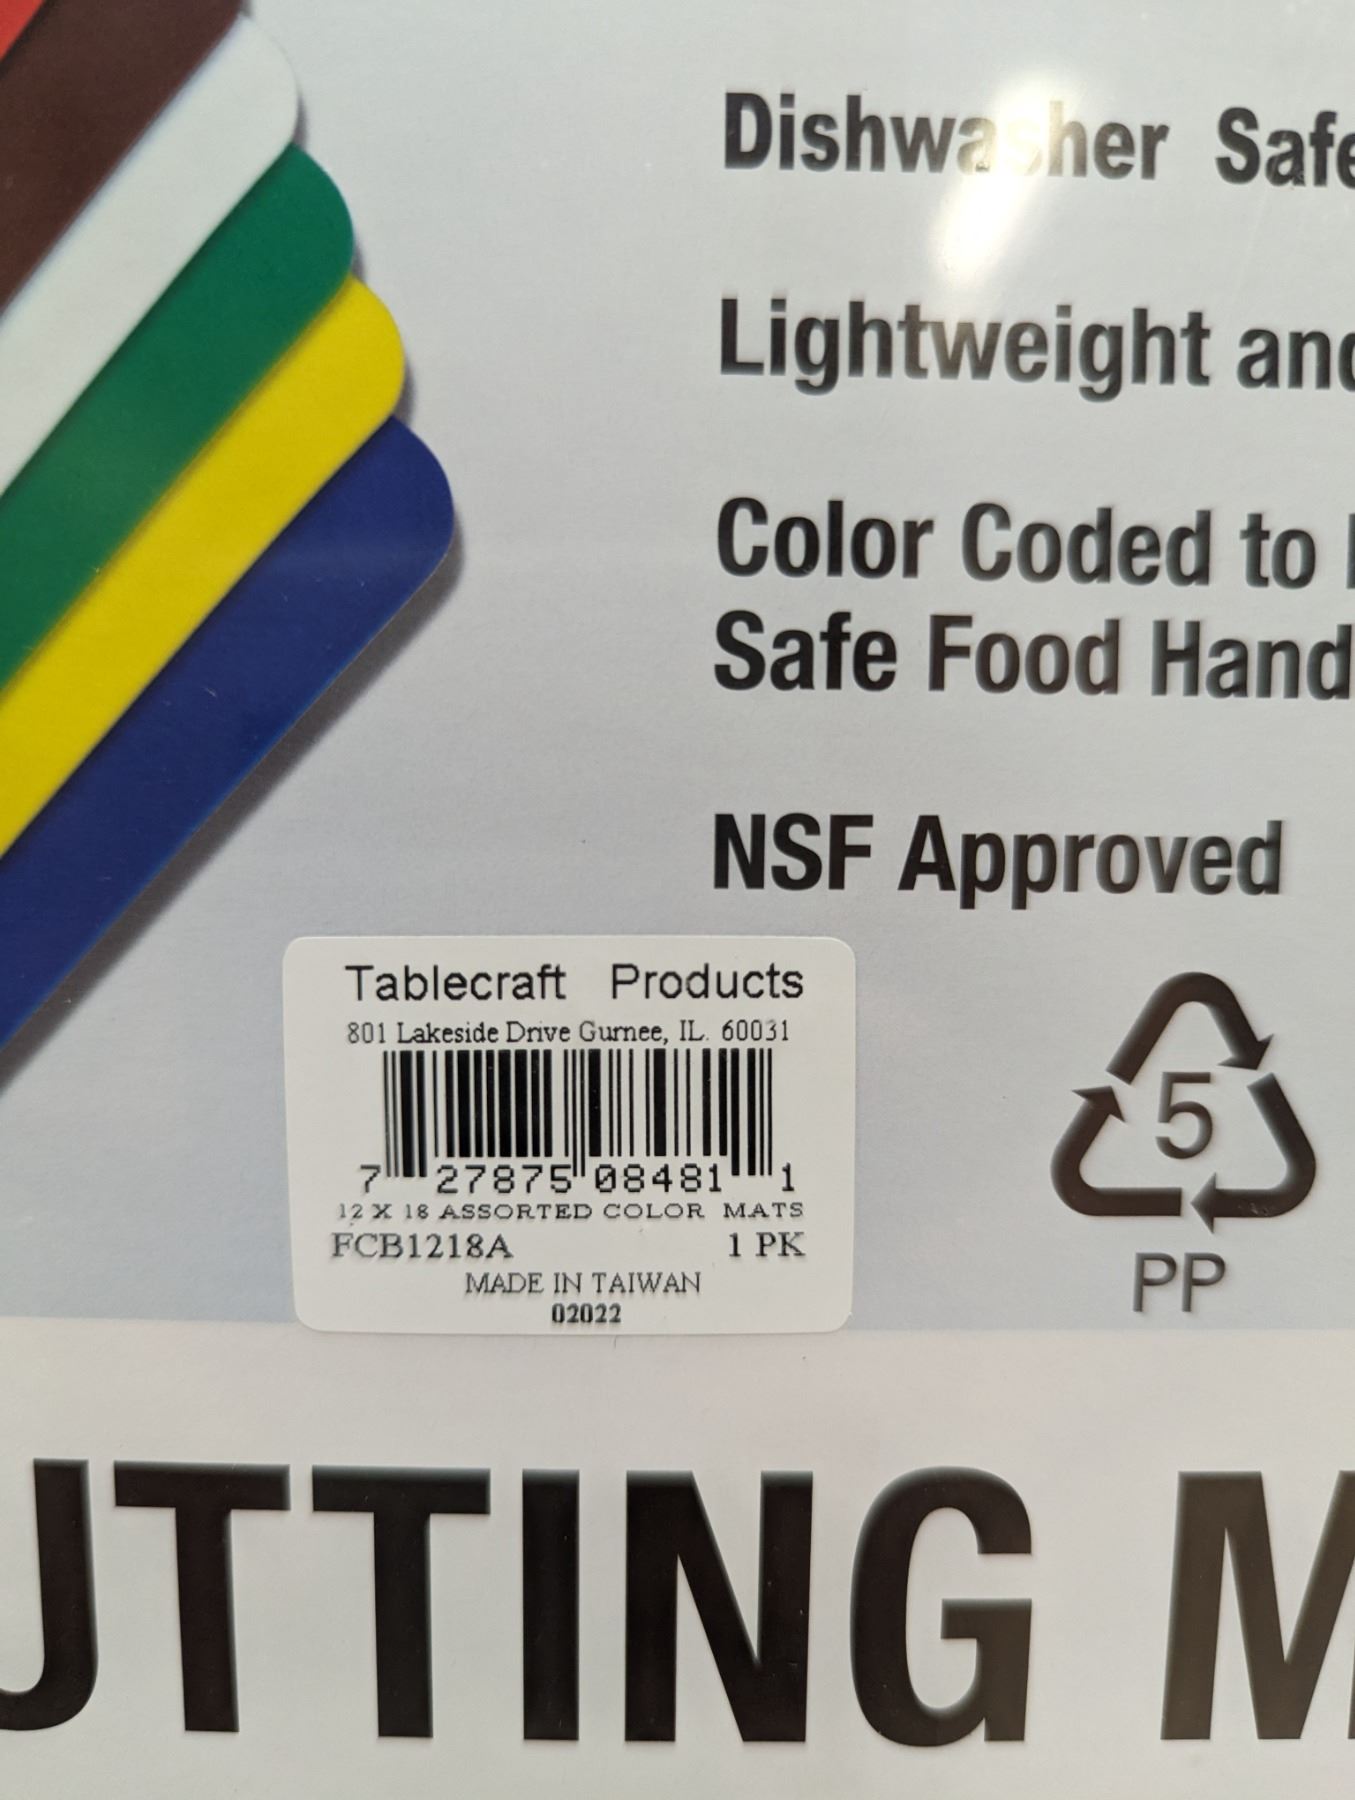 Dishwasher Safe
Lightweight and
Color Coded to
Safe Food Hand
NSF Approved
Tablecraft Products
801 Lakeside Drive Gurnee, IL. 60031
7 27875 08481 1
12 X 18 ASSORTED COLOR MATS
FCB1218A 1 PK
MADE IN TAIWAN
02022
5
PP
UTTING M